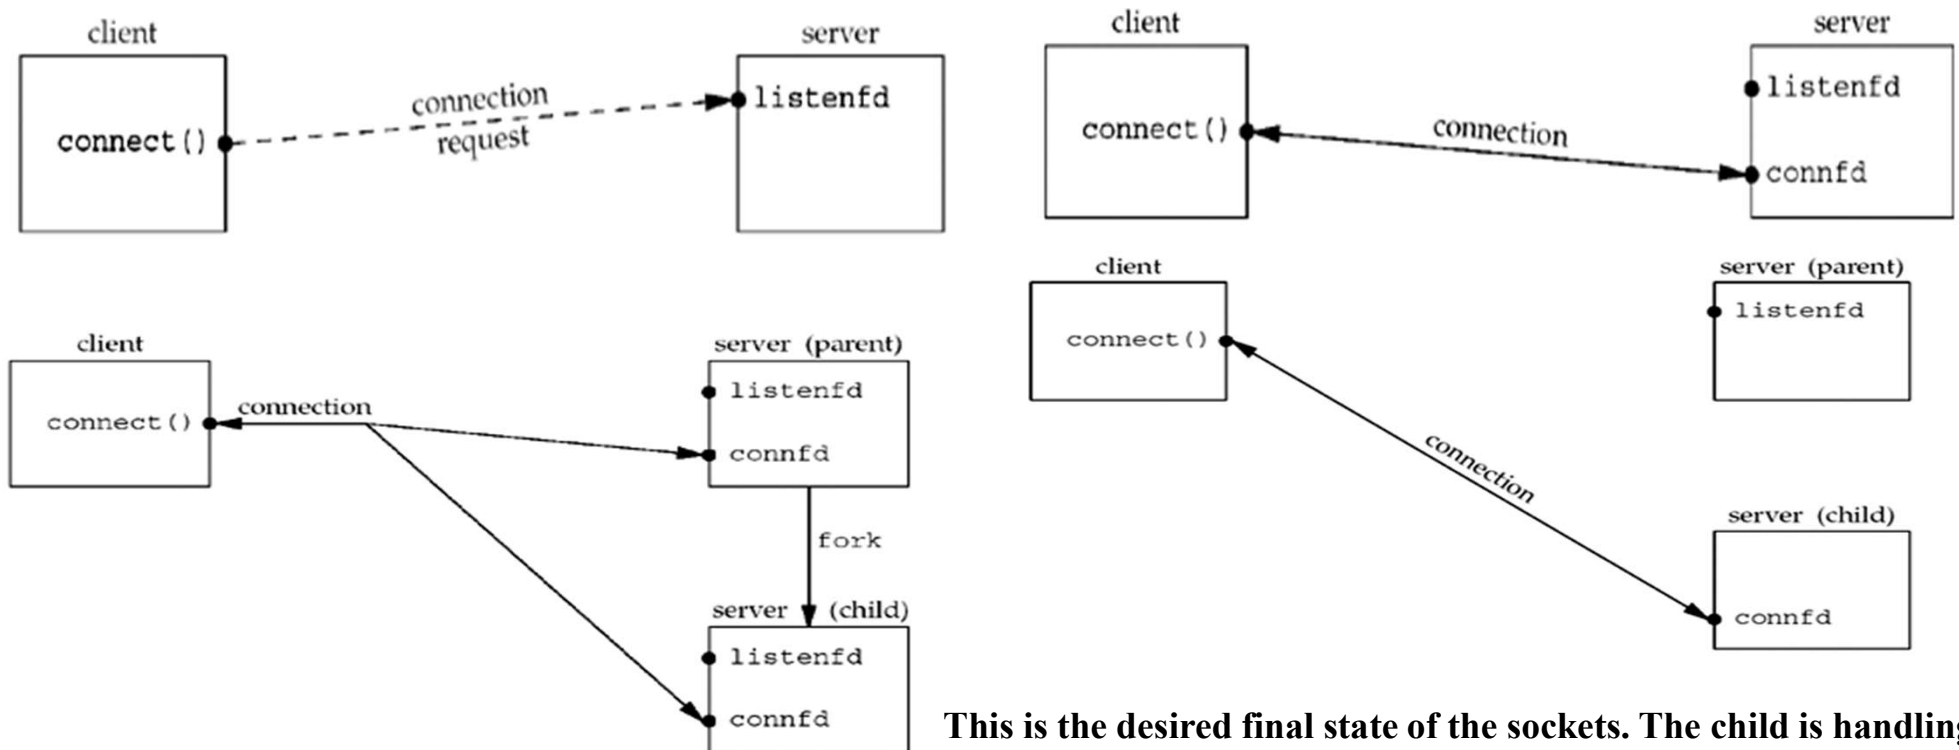 client
server
connection
request
connect()
listenfd
client
server
connect()
connection
listenfd
connfd
client
server (parent)
connect()
connection
listenfd
connfd
fork
server (child)
listenfd
connfd
client
server (parent)
connect()
listenfd
connection
server (child)
connfd
This is the desired final state of the sockets. The child is handling